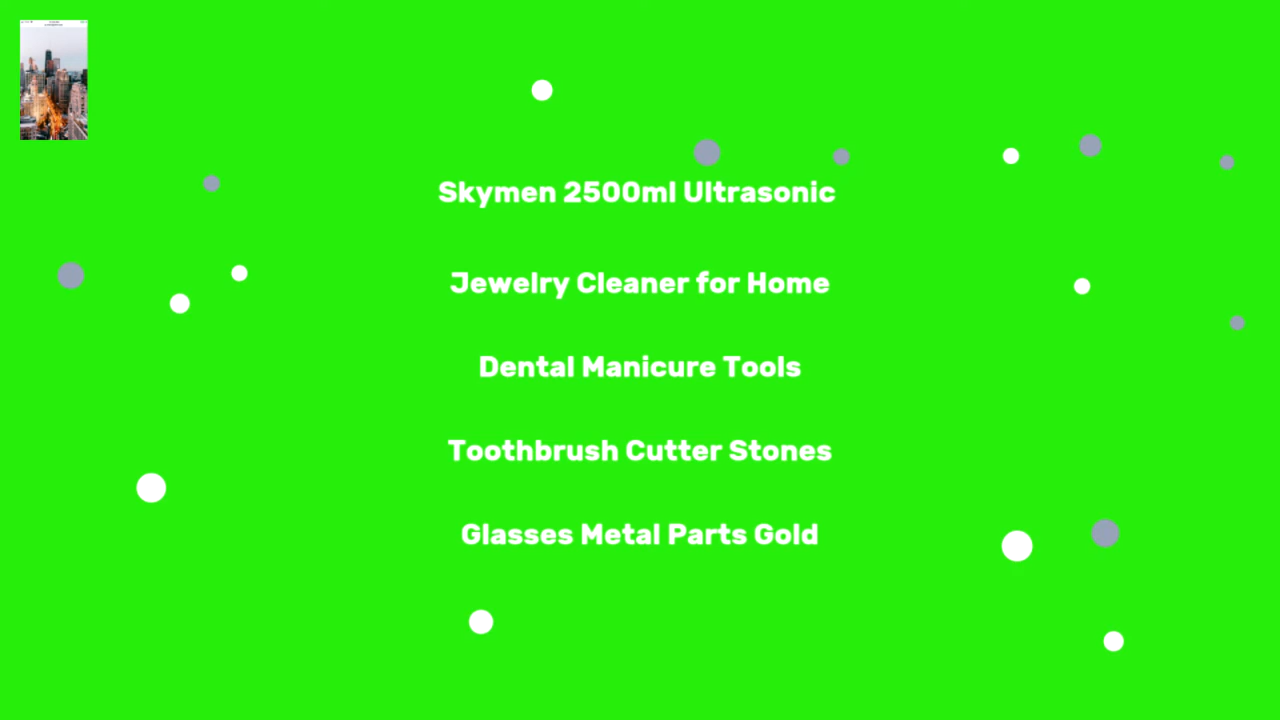 Skymen 2500ml Ultrasonic
Jewelry Cleaner for Home
Dental Manicure Tools
Toothbrush Cutter Stones
Glasses Metal Parts Gold